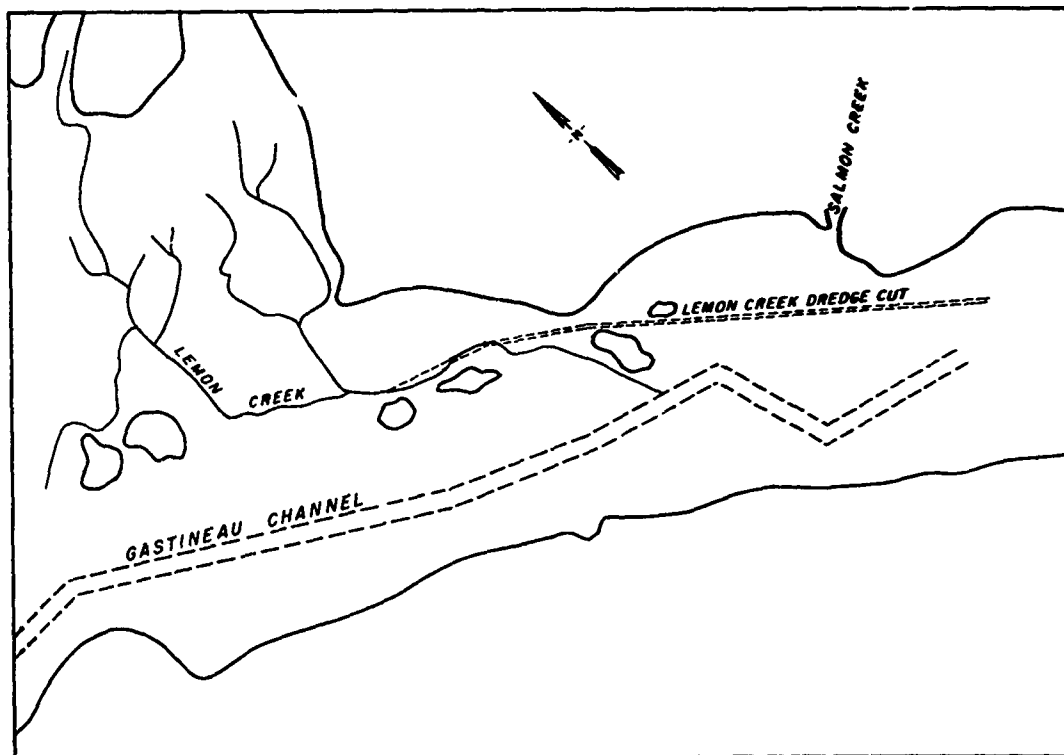 N
SALMON CREEK
LEMON CREEK DREDGE CUT
LEMON
CREEK
GASTINEAU CHANNEL